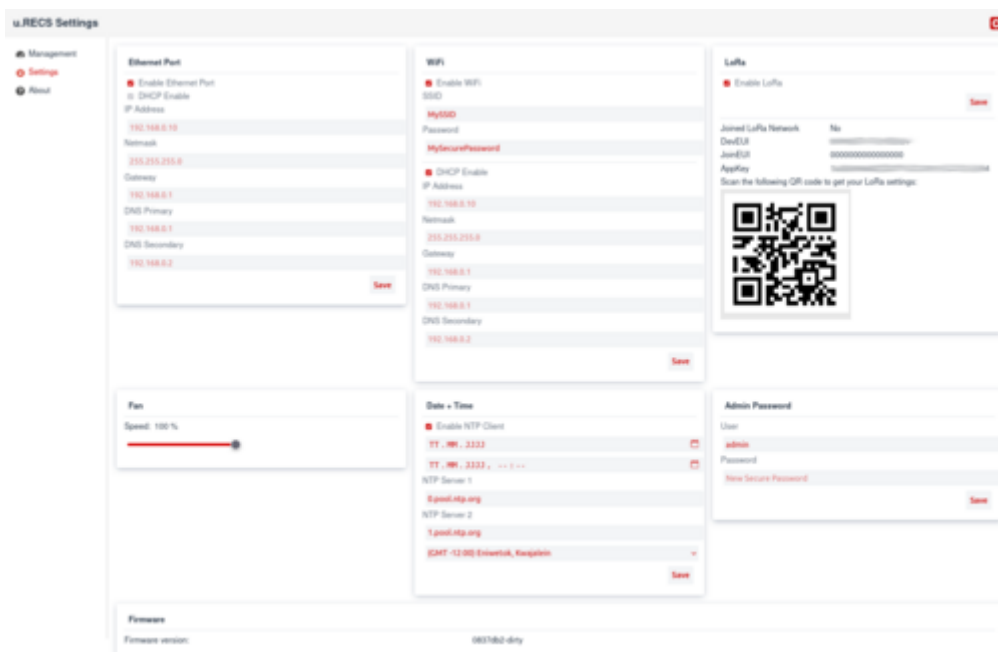 u.RECS Settings
Management
Settings
About
Ethernet Port
Enable Ethernet Port
DHCP Enable
IP Address
192.168.0.10
Netmask
255.255.255.0
Gateway
192.168.0.1
DNS Primary
192.168.0.1
DNS Secondary
192.168.0.2
Save
WiFi
Enable WiFi
SSID
MySSID
Password
MySecurePassword
DHCP Enable
IP Address
192.168.0.10
Netmask
255.255.255.0
Gateway
192.168.0.1
DNS Primary
192.168.0.1
DNS Secondary
192.168.0.2
Save
LoRa
Enable LoRa
Save
Joined LoRa Network No
DevEUI
JoinEUI 0000000000000000
AppKey
Scan the following QR code to get your LoRa settings:
Fan
Speed: 100 %
Date + Time
Enable NTP Client
TT.MM.JJJJ
TT.MM.JJJJ, --:--
NTP Server 1
0.pool.ntp.org
NTP Server 2
1.pool.ntp.org
(GMT -12:00) Eniwetok, Kwajalein
Save
Admin Password
User
admin
Password
New Secure Password
Save
Firmware
Firmware version: 0837db2-dirty